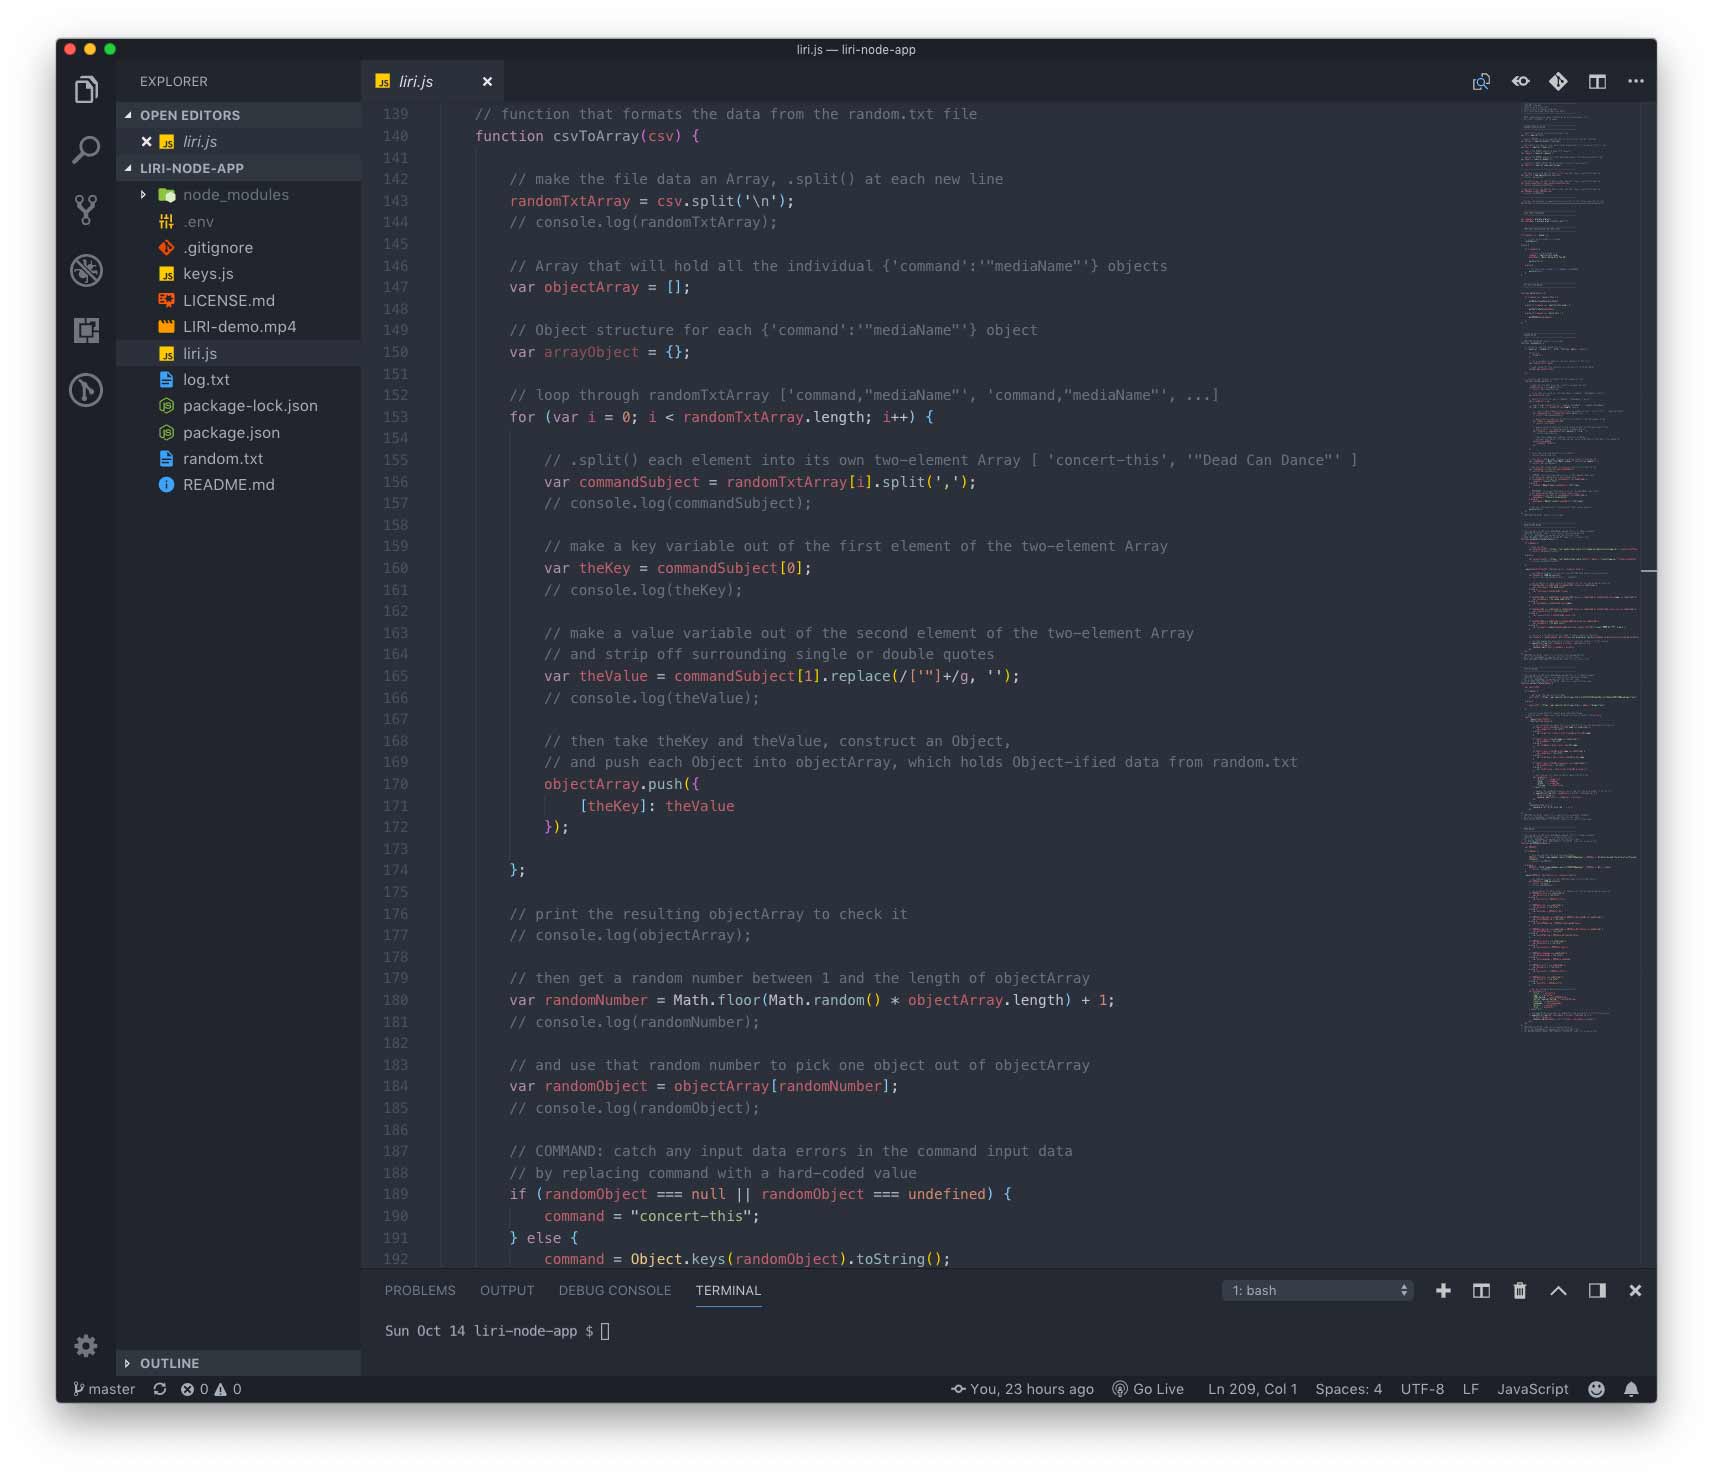 liri.js — liri-node-app
EXPLORER
OPEN EDITORS
liri.js
LIRI-NODE-APP
node_modules
.env
.gitignore
keys.js
LICENSE.md
LIRI-demo.mp4
liri.js
log.txt
package-lock.json
package.json
random.txt
README.md
OUTLINE
liri.js
139 // function that formats the data from the random.txt file
140 function csvToArray(csv) {
141
142 // make the file data an Array, .split() at each new line
143 randomTxtArray = csv.split('\n');
144 // console.log(randomTxtArray);
145
146 // Array that will hold all the individual {'command':'"mediaName"'} objects
147 var objectArray = [];
148
149 // Object structure for each {'command':'"mediaName"'} object
150 var arrayObject = {};
151
152 // loop through randomTxtArray ['command,"mediaName"', 'command,"mediaName"', ...]
153 for (var i = 0; i < randomTxtArray.length; i++) {
154
155 // .split() each element into its own two-element Array [ 'concert-this', '"Dead Can Dance"' ]
156 var commandSubject = randomTxtArray[i].split(',');
157 // console.log(commandSubject);
158
159 // make a key variable out of the first element of the two-element Array
160 var theKey = commandSubject[0];
161 // console.log(theKey);
162
163 // make a value variable out of the second element of the two-element Array
164 // and strip off surrounding single or double quotes
165 var theValue = commandSubject[1].replace(/['"]+/g, '');
166 // console.log(theValue);
167
168 // then take theKey and theValue, construct an Object,
169 // and push each Object into objectArray, which holds Object-ified data from random.txt
170 objectArray.push({
171 [theKey]: theValue
172 });
173
174 };
175
176 // print the resulting objectArray to check it
177 // console.log(objectArray);
178
179 // then get a random number between 1 and the length of objectArray
180 var randomNumber = Math.floor(Math.random() * objectArray.length) + 1;
181 // console.log(randomNumber);
182
183 // and use that random number to pick one object out of objectArray
184 var randomObject = objectArray[randomNumber];
185 // console.log(randomObject);
186
187 // COMMAND: catch any input data errors in the command input data
188 // by replacing command with a hard-coded value
189 if (randomObject === null || randomObject === undefined) {
190 command = "concert-this";
191 } else {
192 command = Object.keys(randomObject).toString();
PROBLEMS OUTPUT DEBUG CONSOLE TERMINAL 1: bash
Sun Oct 14 liri-node-app $
master 0 0 You, 23 hours ago Go Live Ln 209, Col 1 Spaces: 4 UTF-8 LF JavaScript